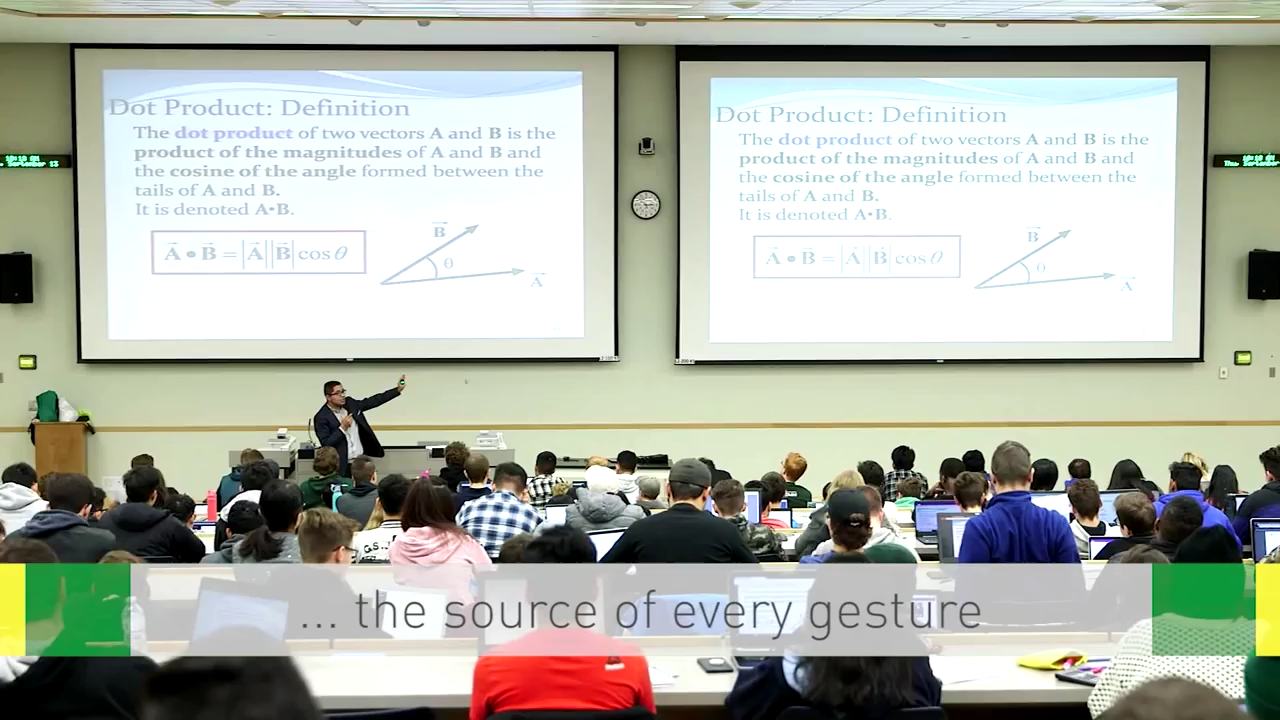 Dot Product: Definition
The dot product of two vectors A and B is the
product of the magnitudes of A and B and
the cosine of the angle formed between the
tails of A and B.
It is denoted A•B.
A • B = |A||B| cos θ
B
θ
A
Dot Product: Definition
The dot product of two vectors A and B is the
product of the magnitudes of A and B and
the cosine of the angle formed between the
tails of A and B.
It is denoted A•B.
A • B = |A||B| cos θ
B
θ
A
... the source of every gesture